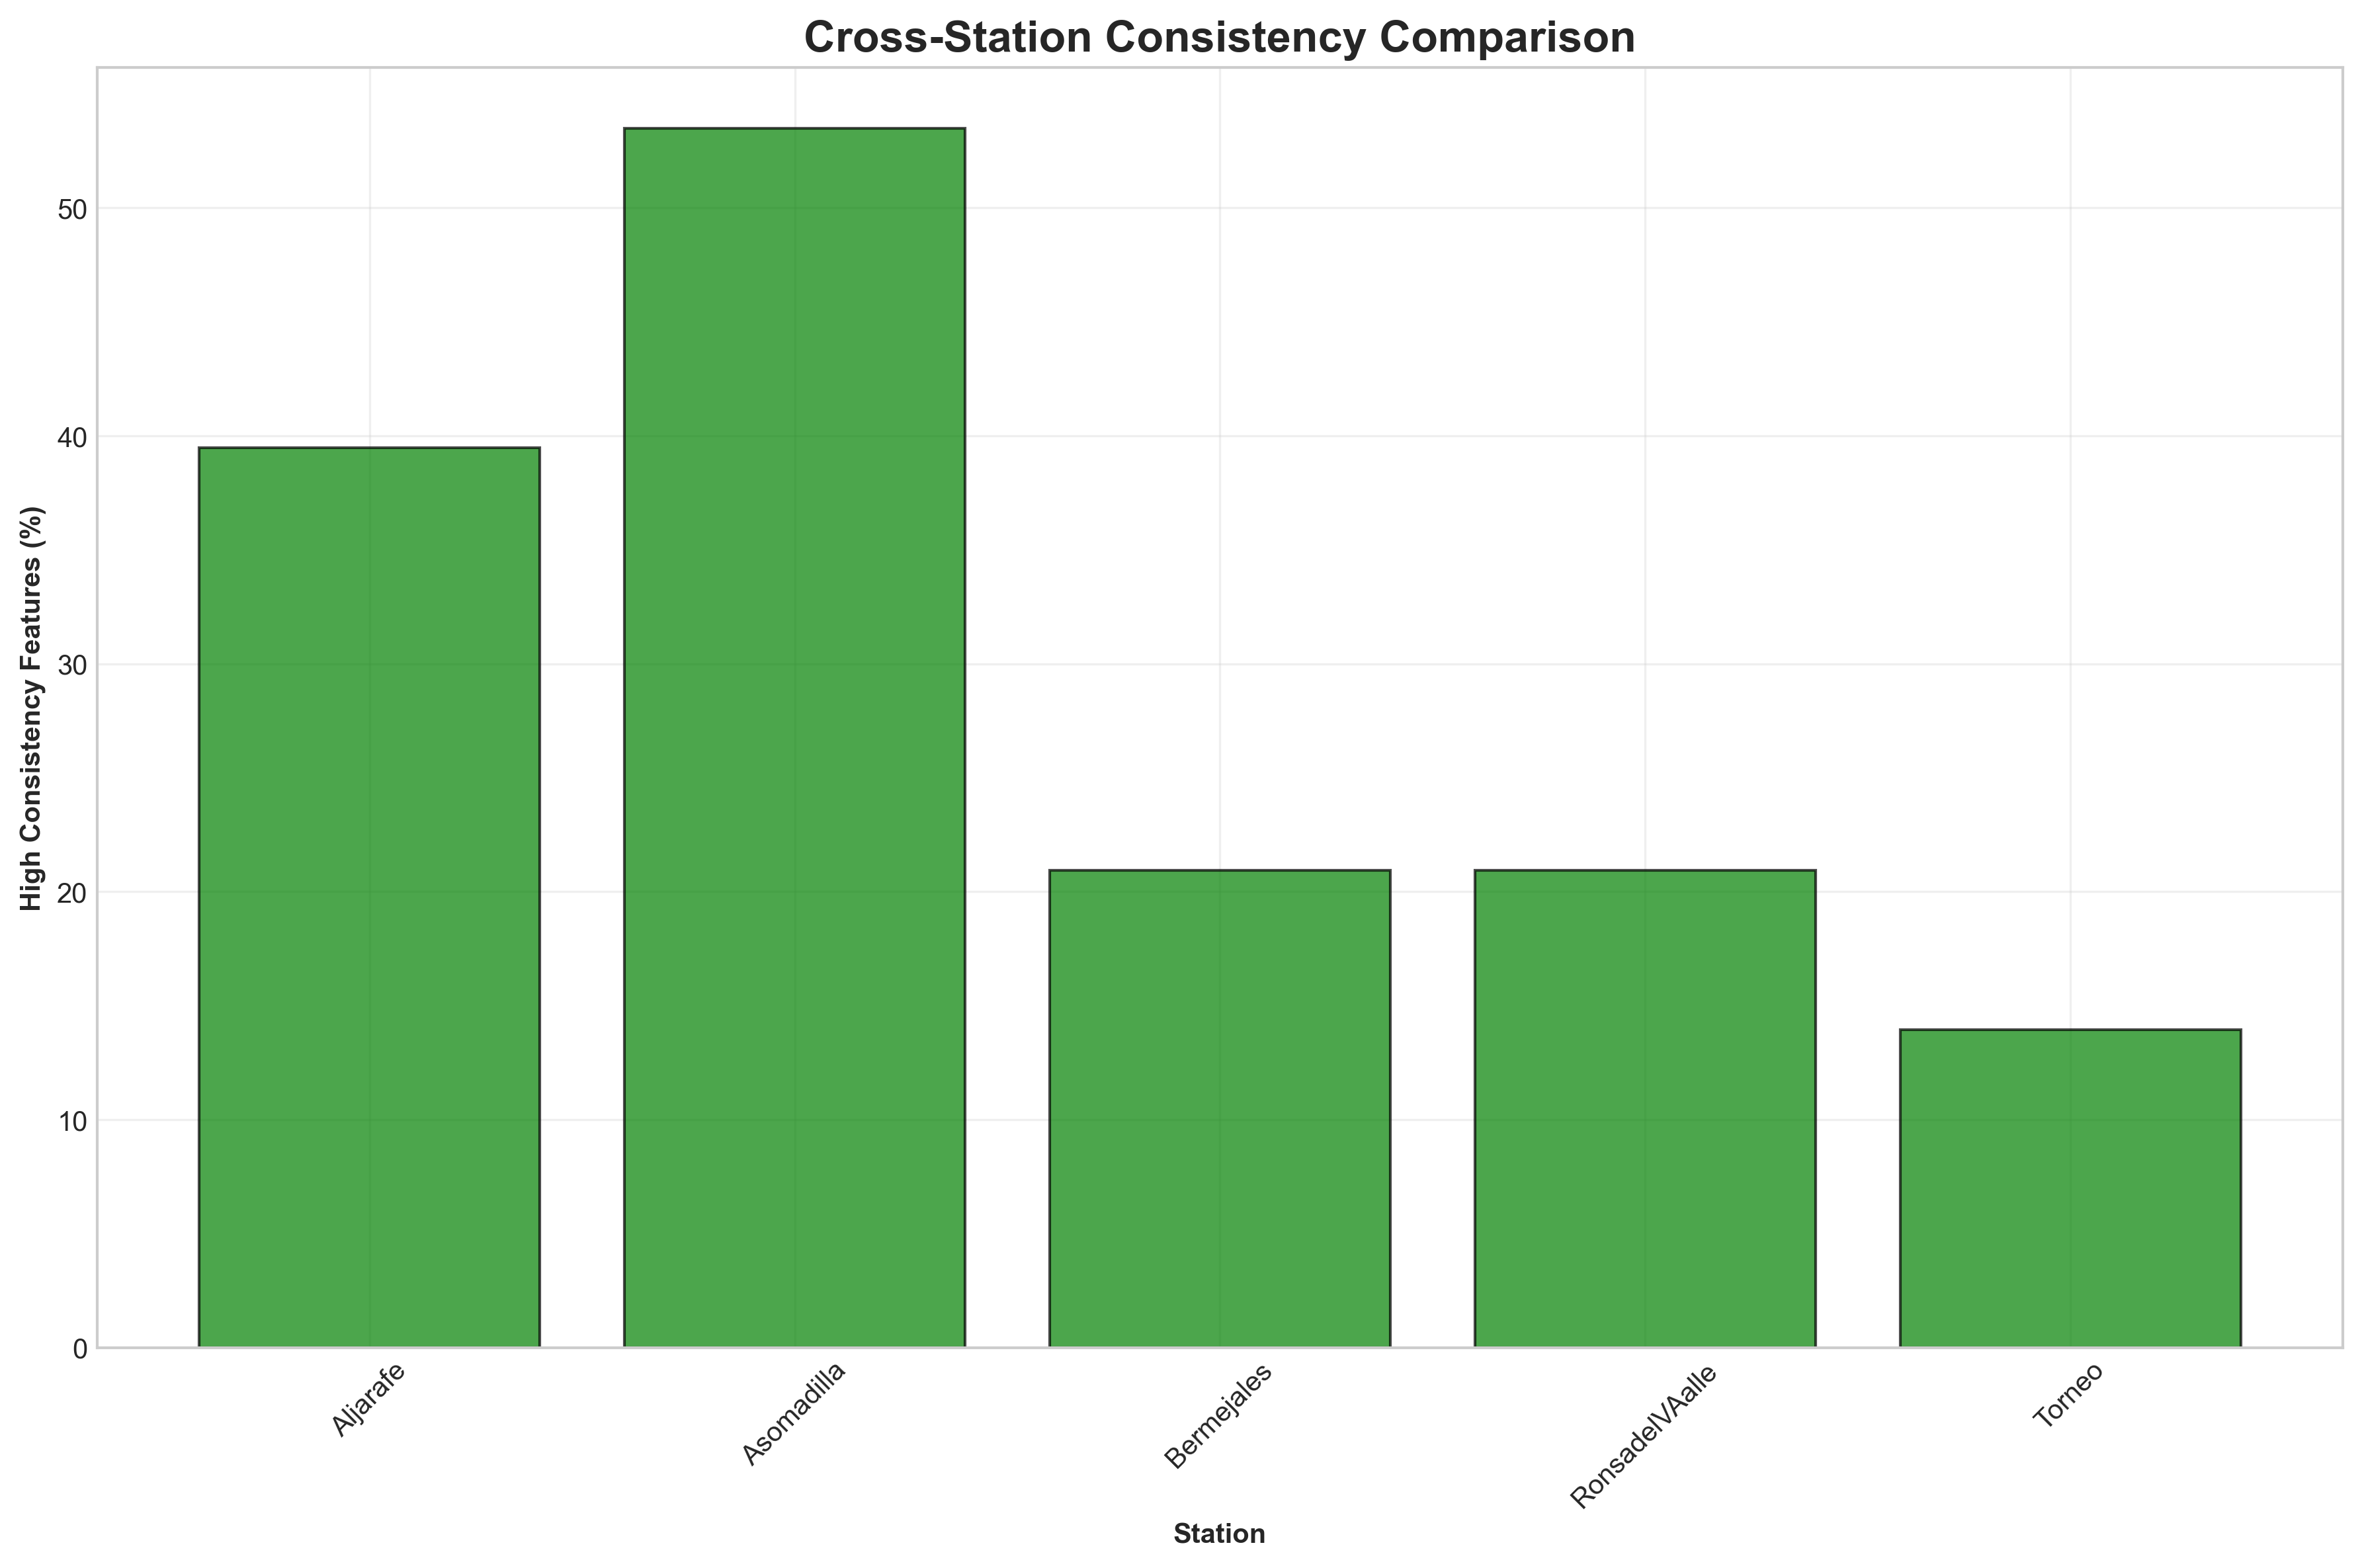 Cross-Station Consistency Comparison
High Consistency Features (%)
50
40
30
20
10
0
Aljarafe
Asomadilla
Bermejales
RonsadelVAalle
Torneo
Station